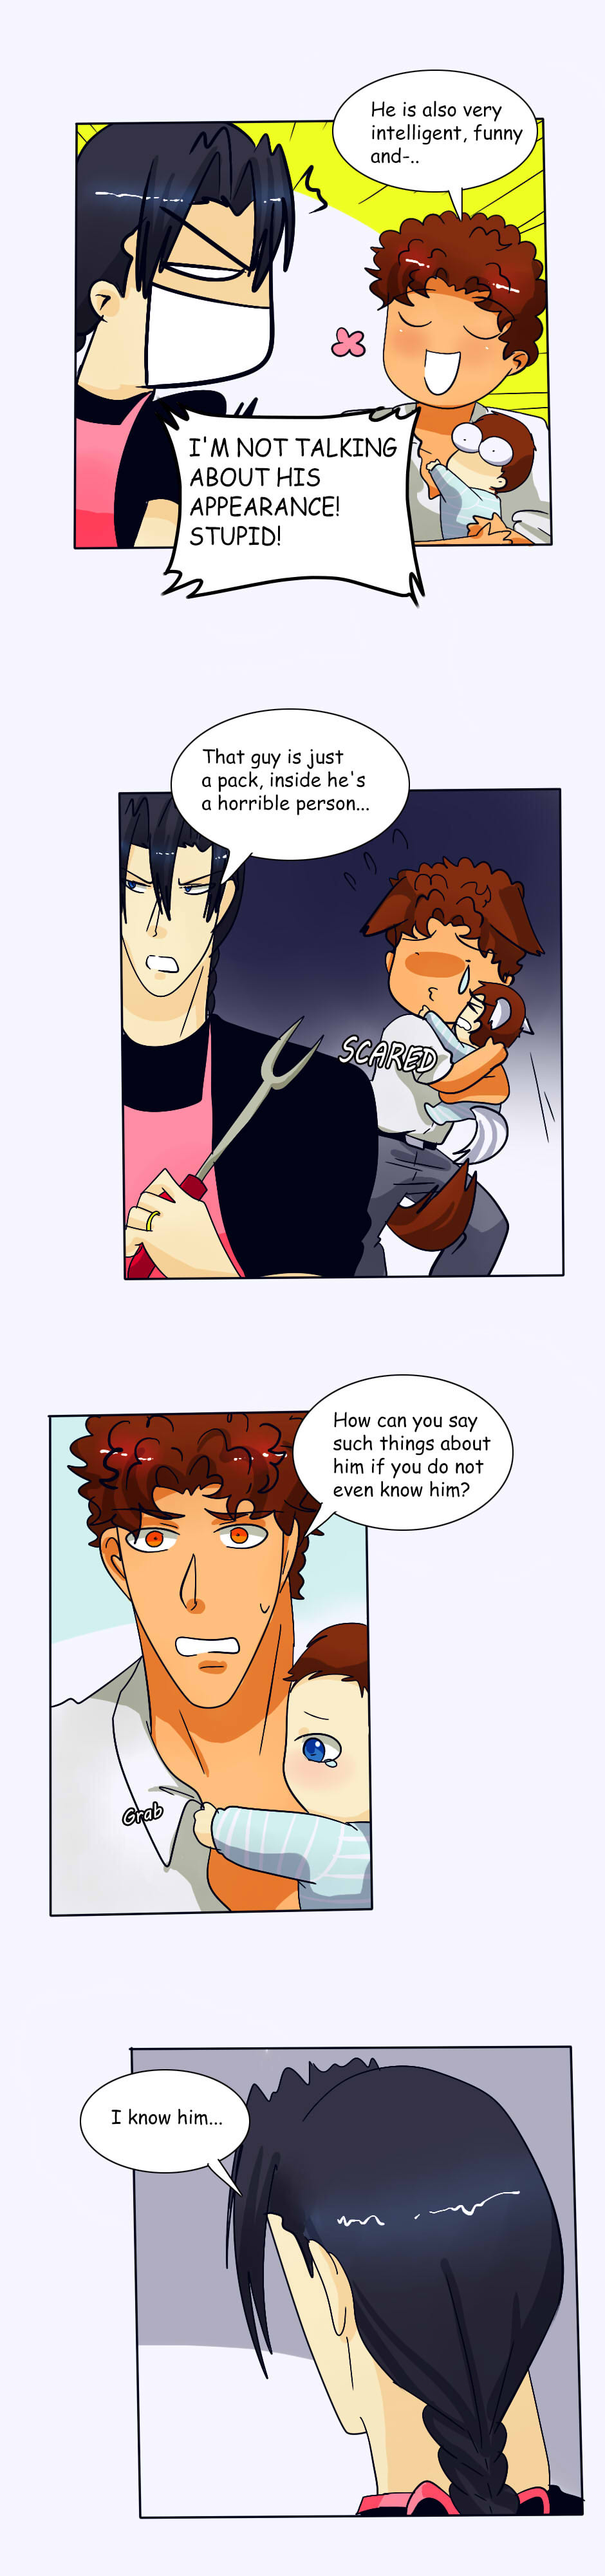 He is also very
intelligent, funny
and-..
I'M NOT TALKING
ABOUT HIS
APPEARANCE!
STUPID!
That guy is just
a pack, inside he's
a horrible person...
SCARED
How can you say
such things about
him if you do not
even know him?
Grab
I know him...